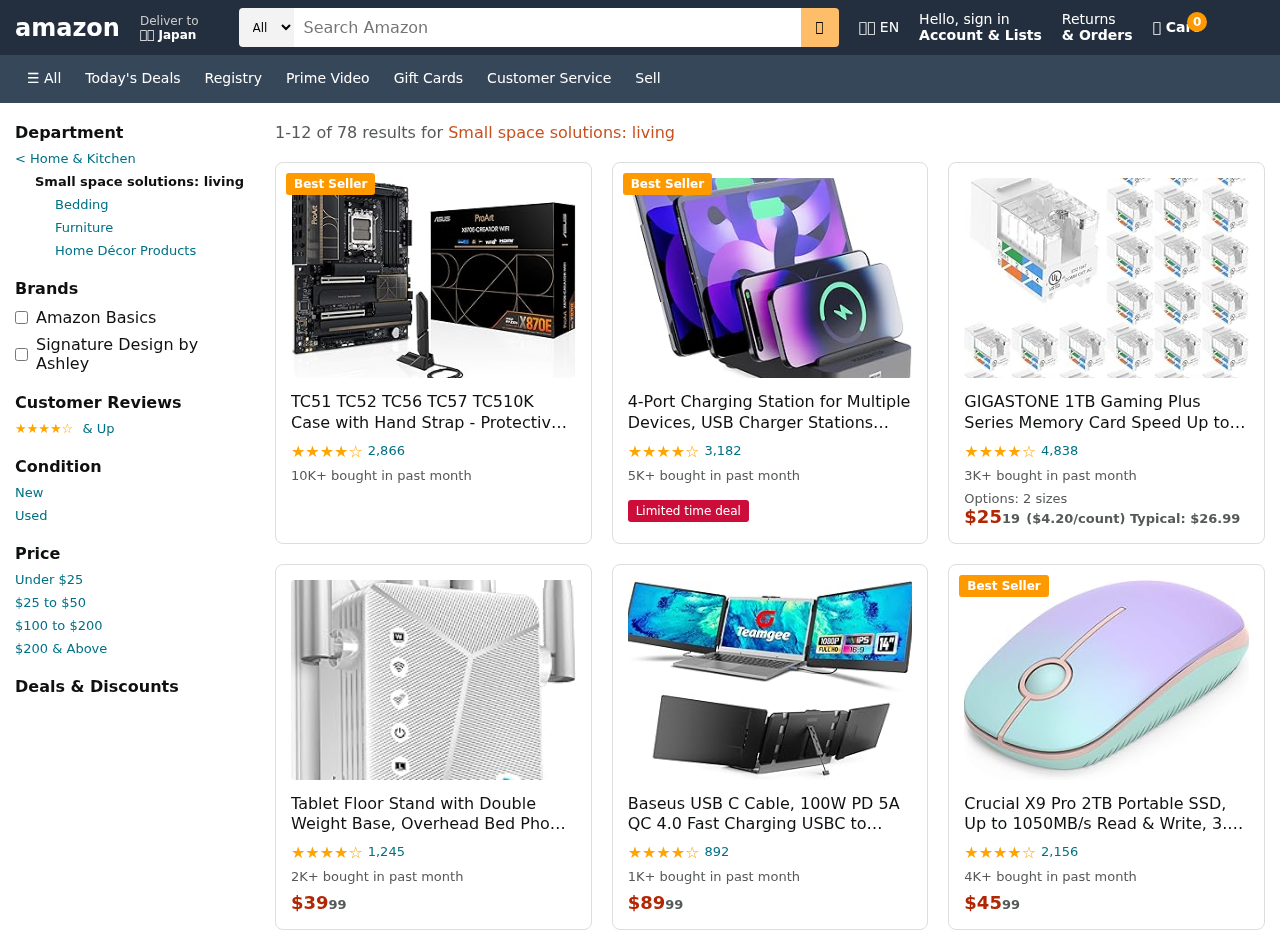 amazon
Deliver to
Japan
All
Search Amazon
EN
Hello, sign in
Account & Lists
Returns
& Orders
0
☰ All
Today's Deals
Registry
Prime Video
Gift Cards
Customer Service
Sell
Department
< Home & Kitchen
Small space solutions: living
Bedding
Furniture
Home Décor Products
Brands
Amazon Basics
Signature Design by
Ashley
Customer Reviews
★★★★☆ & Up
Condition
New
Used
Price
Under $25
$25 to $50
$100 to $200
$200 & Above
Deals & Discounts
1-12 of 78 results for Small space solutions: living
Best Seller
ProArt
ASUS
ProArt
X870E-CREATOR WIFI
X870E
TC51 TC52 TC56 TC57 TC510K
Case with Hand Strap - Protectiv…
★★★★☆ 2,866
10K+ bought in past month
Best Seller
4-Port Charging Station for Multiple
Devices, USB Charger Stations…
★★★★☆ 3,182
5K+ bought in past month
Limited time deal
GIGASTONE 1TB Gaming Plus
Series Memory Card Speed Up to…
★★★★☆ 4,838
3K+ bought in past month
Options: 2 sizes
$2519 ($4.20/count) Typical: $26.99
Tablet Floor Stand with Double
Weight Base, Overhead Bed Pho…
★★★★☆ 1,245
2K+ bought in past month
$3999
Teamgee
1080P
FULL HD
IPS
16:9
14"
Baseus USB C Cable, 100W PD 5A
QC 4.0 Fast Charging USBC to…
★★★★☆ 892
1K+ bought in past month
$8999
Best Seller
Crucial X9 Pro 2TB Portable SSD,
Up to 1050MB/s Read & Write, 3.…
★★★★☆ 2,156
4K+ bought in past month
$4599